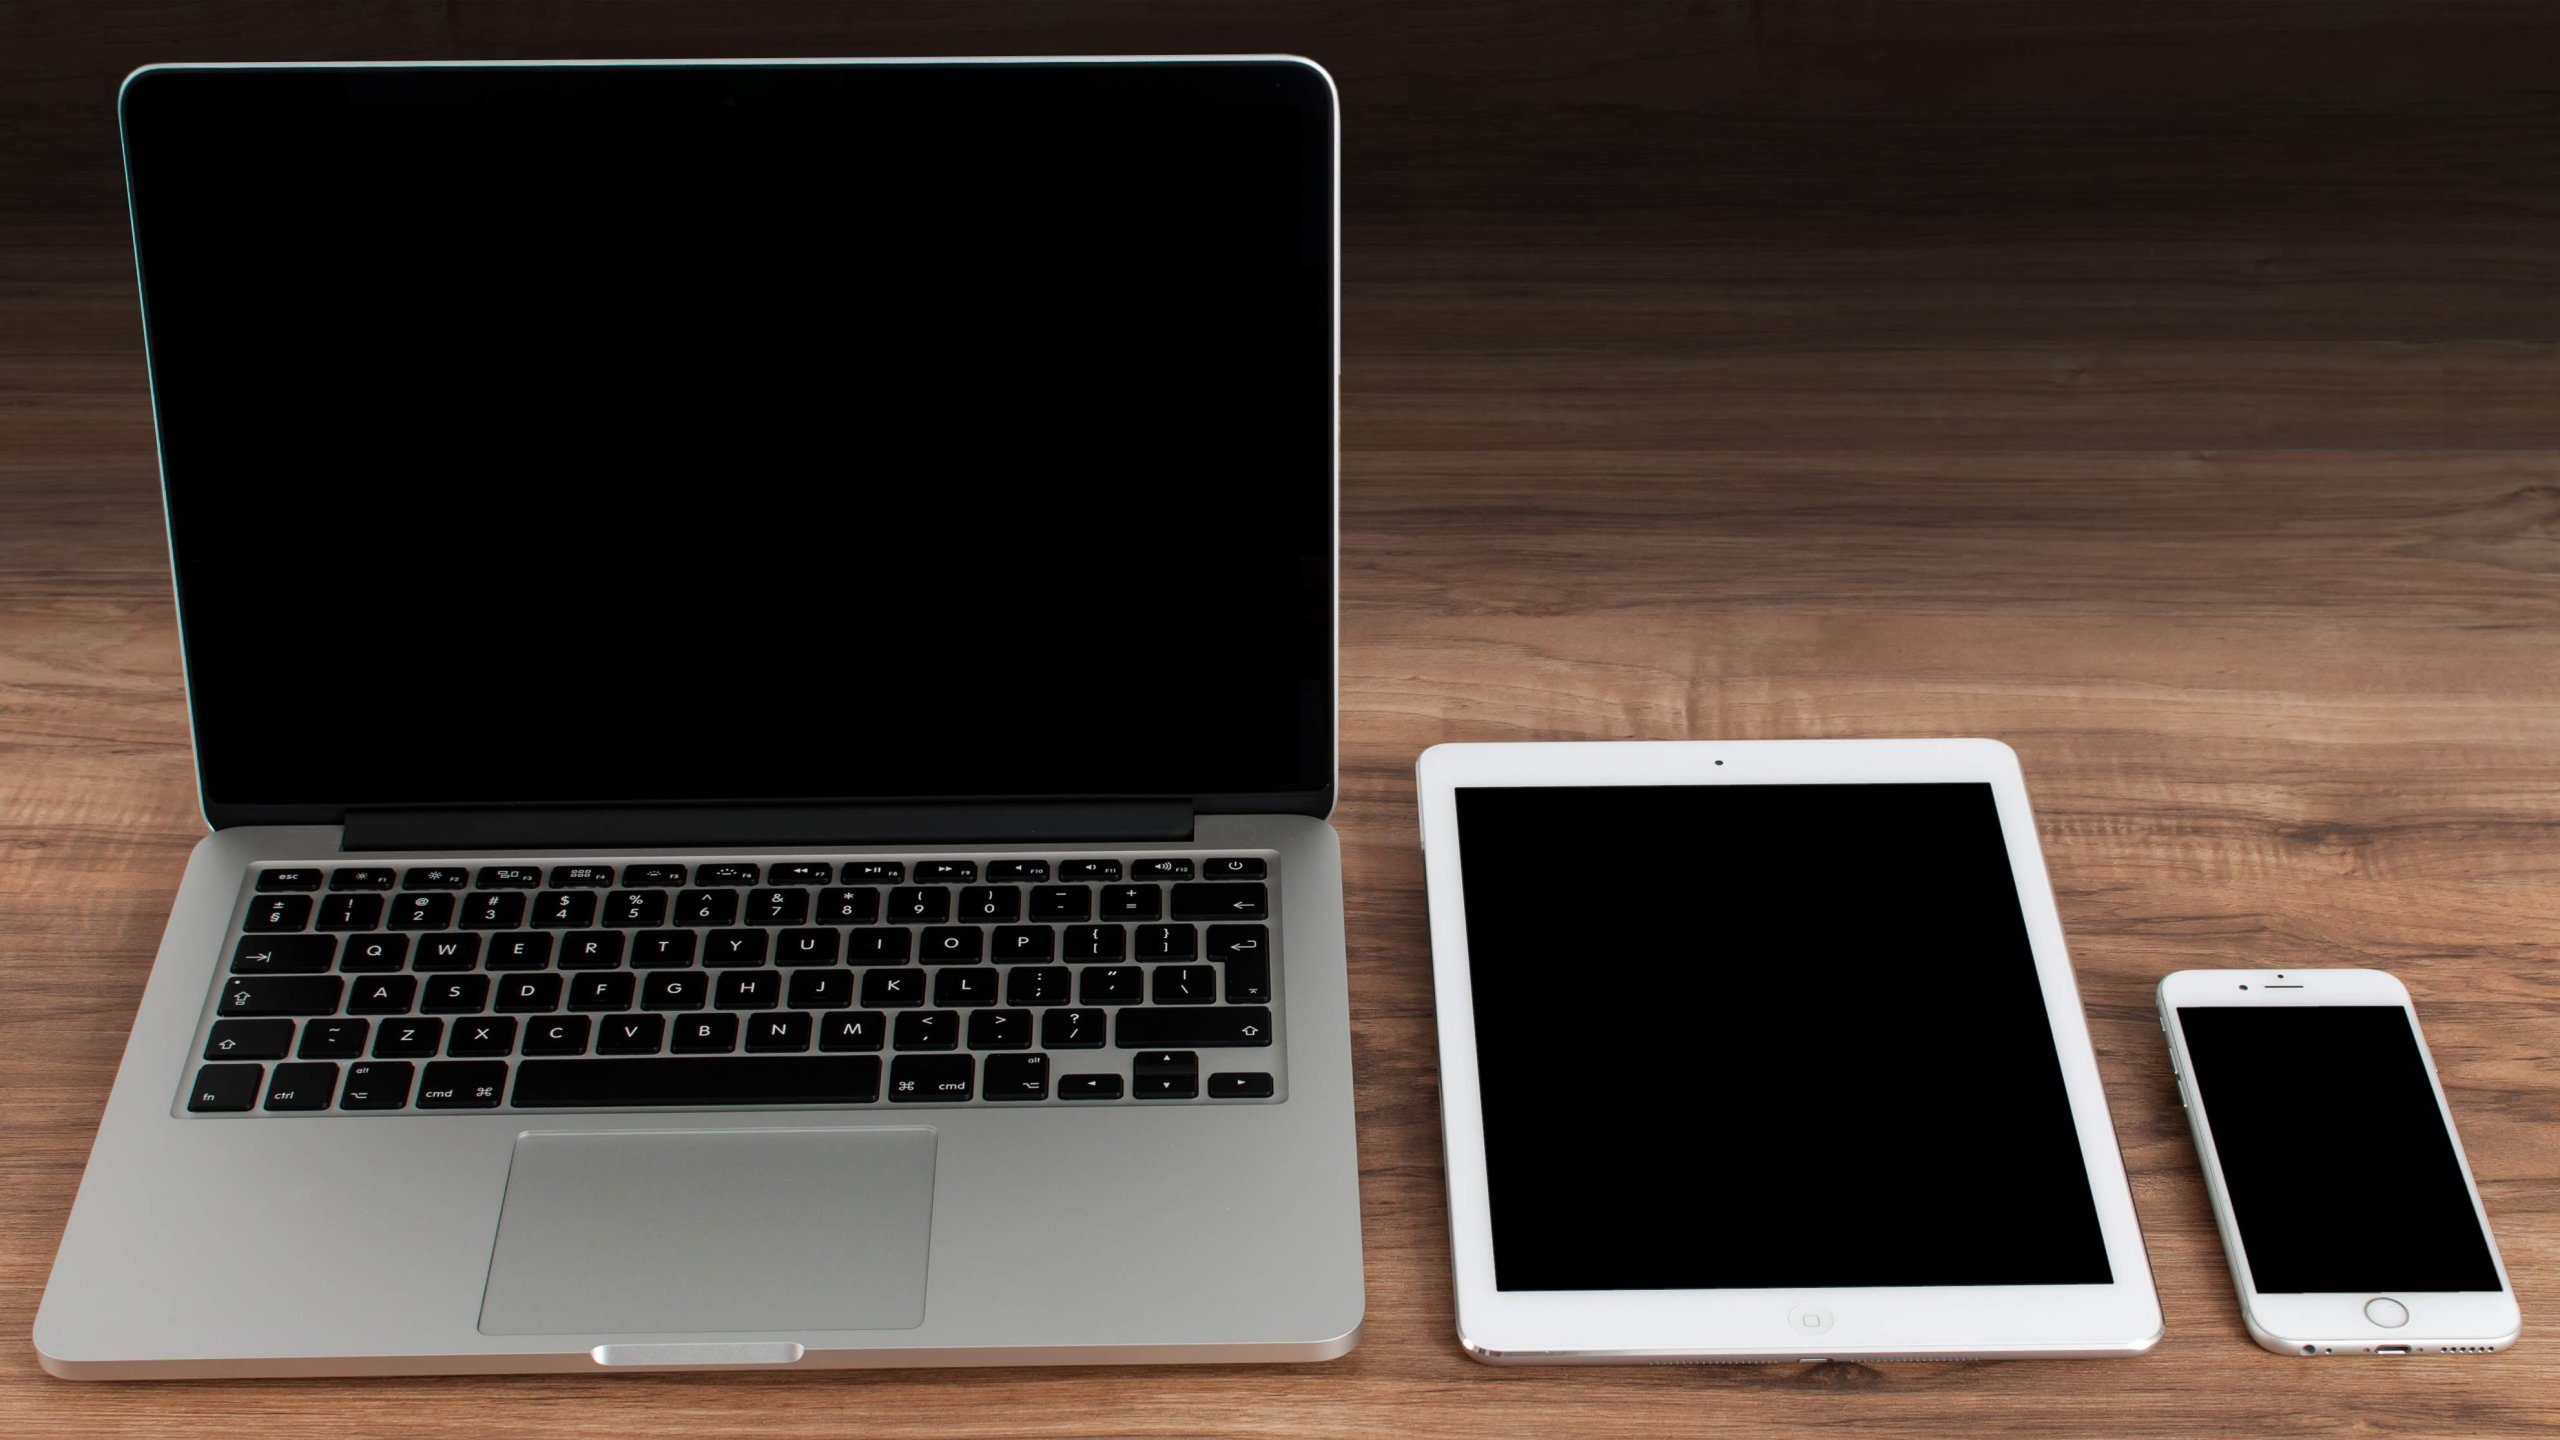 esc F1 F2 F3 F4 F5 F6 F7 F8 F9 F10 F11 F12
± ! @ # $ % ^ & * ( ) _ +
§ 1 2 3 4 5 6 7 8 9 0 - =
Q W E R T Y U I O P { }
[ ]
A S D F G H J K L : " |
; ' \
~ Z X C V B N M < > ?
` , . /
alt alt
fn ctrl cmd ⌘ ⌘ cmd